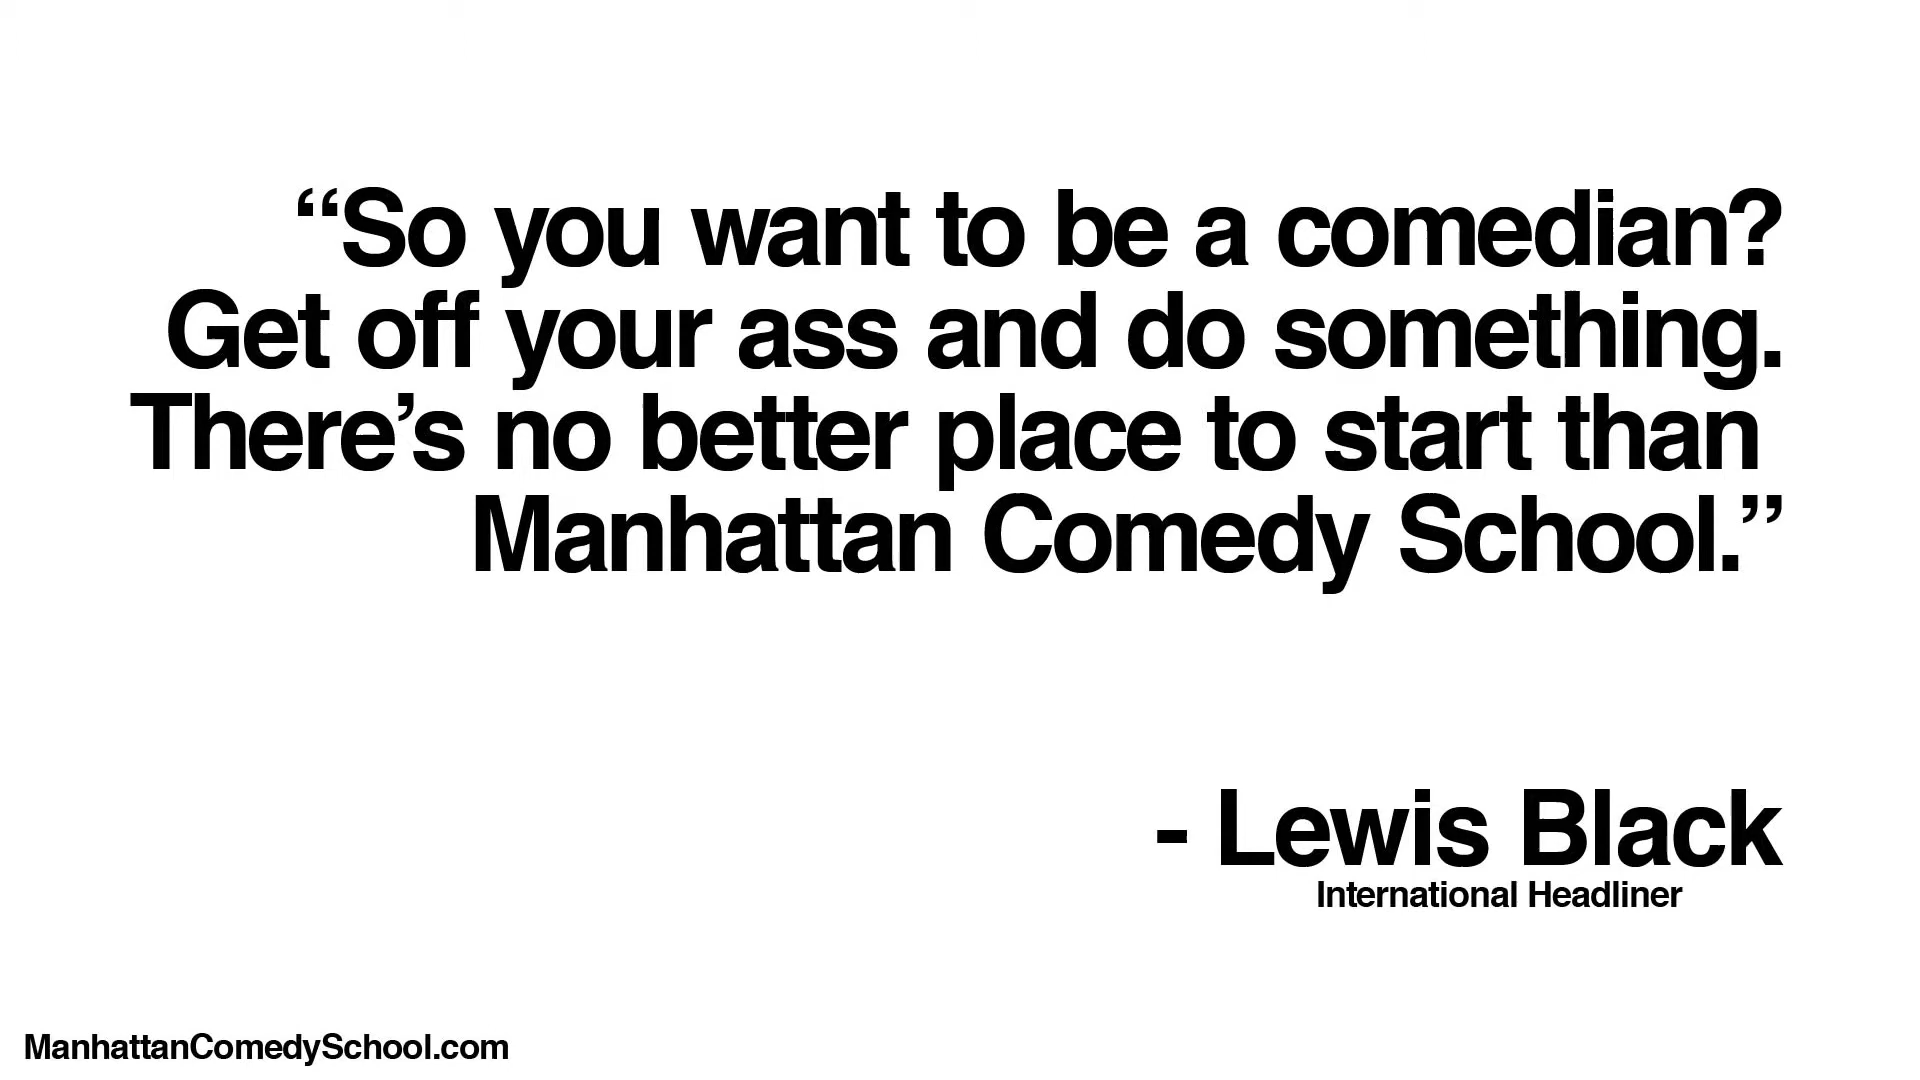 “So you want to be a comedian?
Get off your ass and do something.
There’s no better place to start than
Manhattan Comedy School.”
- Lewis Black
International Headliner
ManhattanComedySchool.com